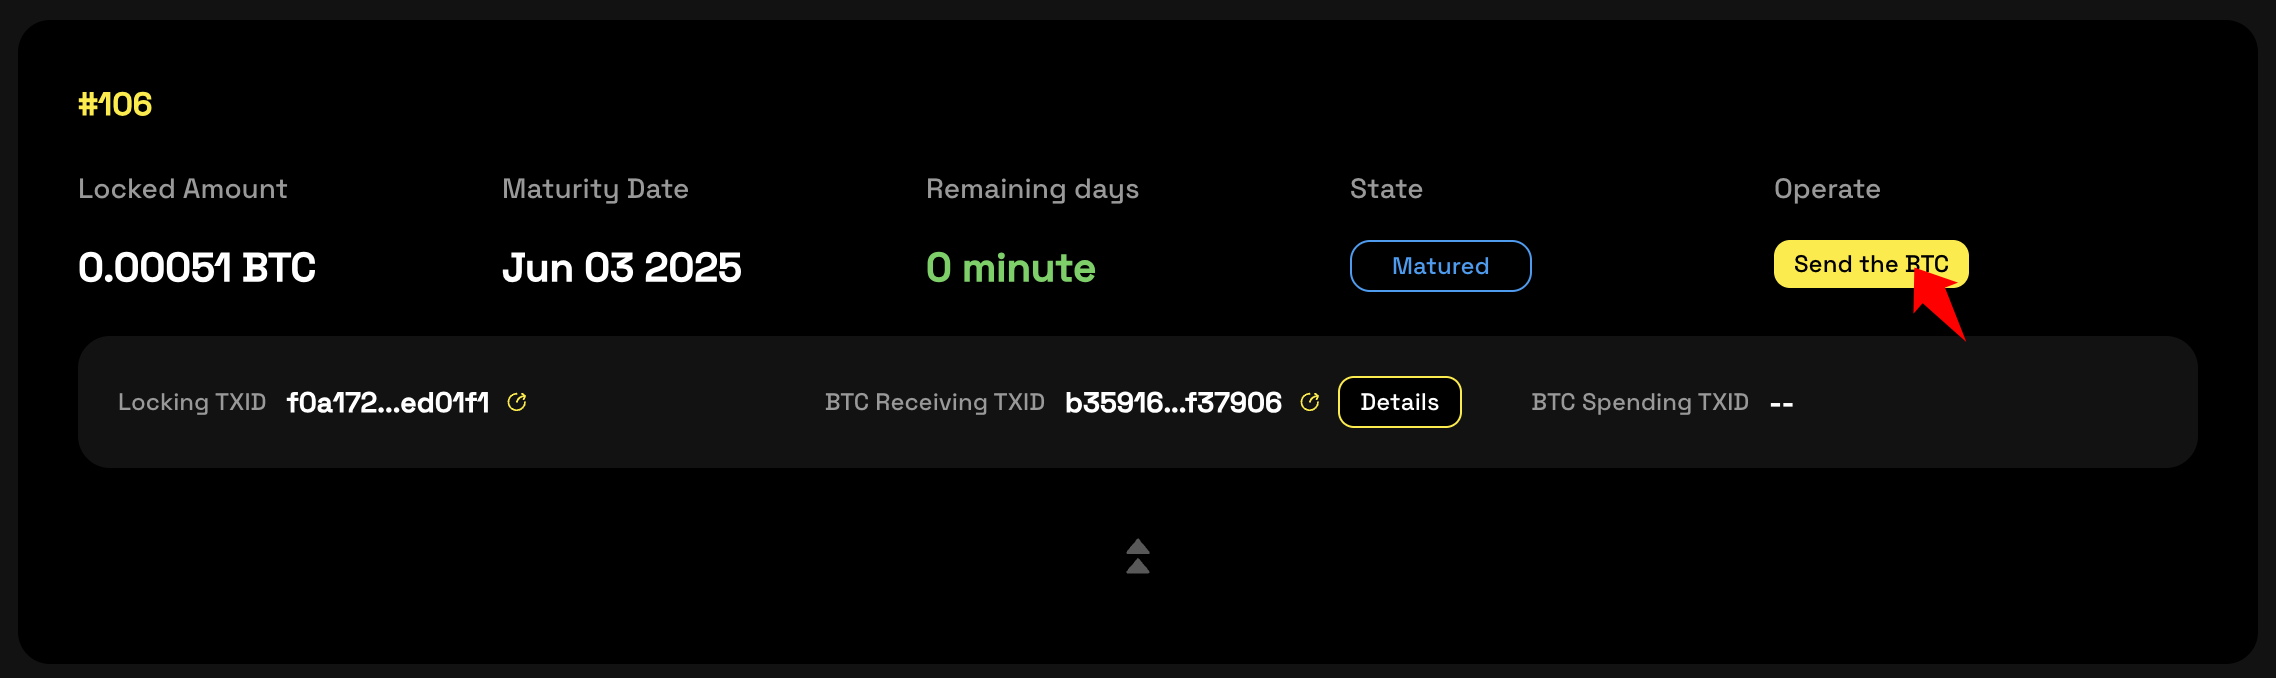 #106
Locked Amount Maturity Date Remaining days State Operate
0.00051 BTC Jun 03 2025 0 minute Matured Send the BTC
Locking TXID f0a172...ed01f1 BTC Receiving TXID b35916...f37906 Details BTC Spending TXID --